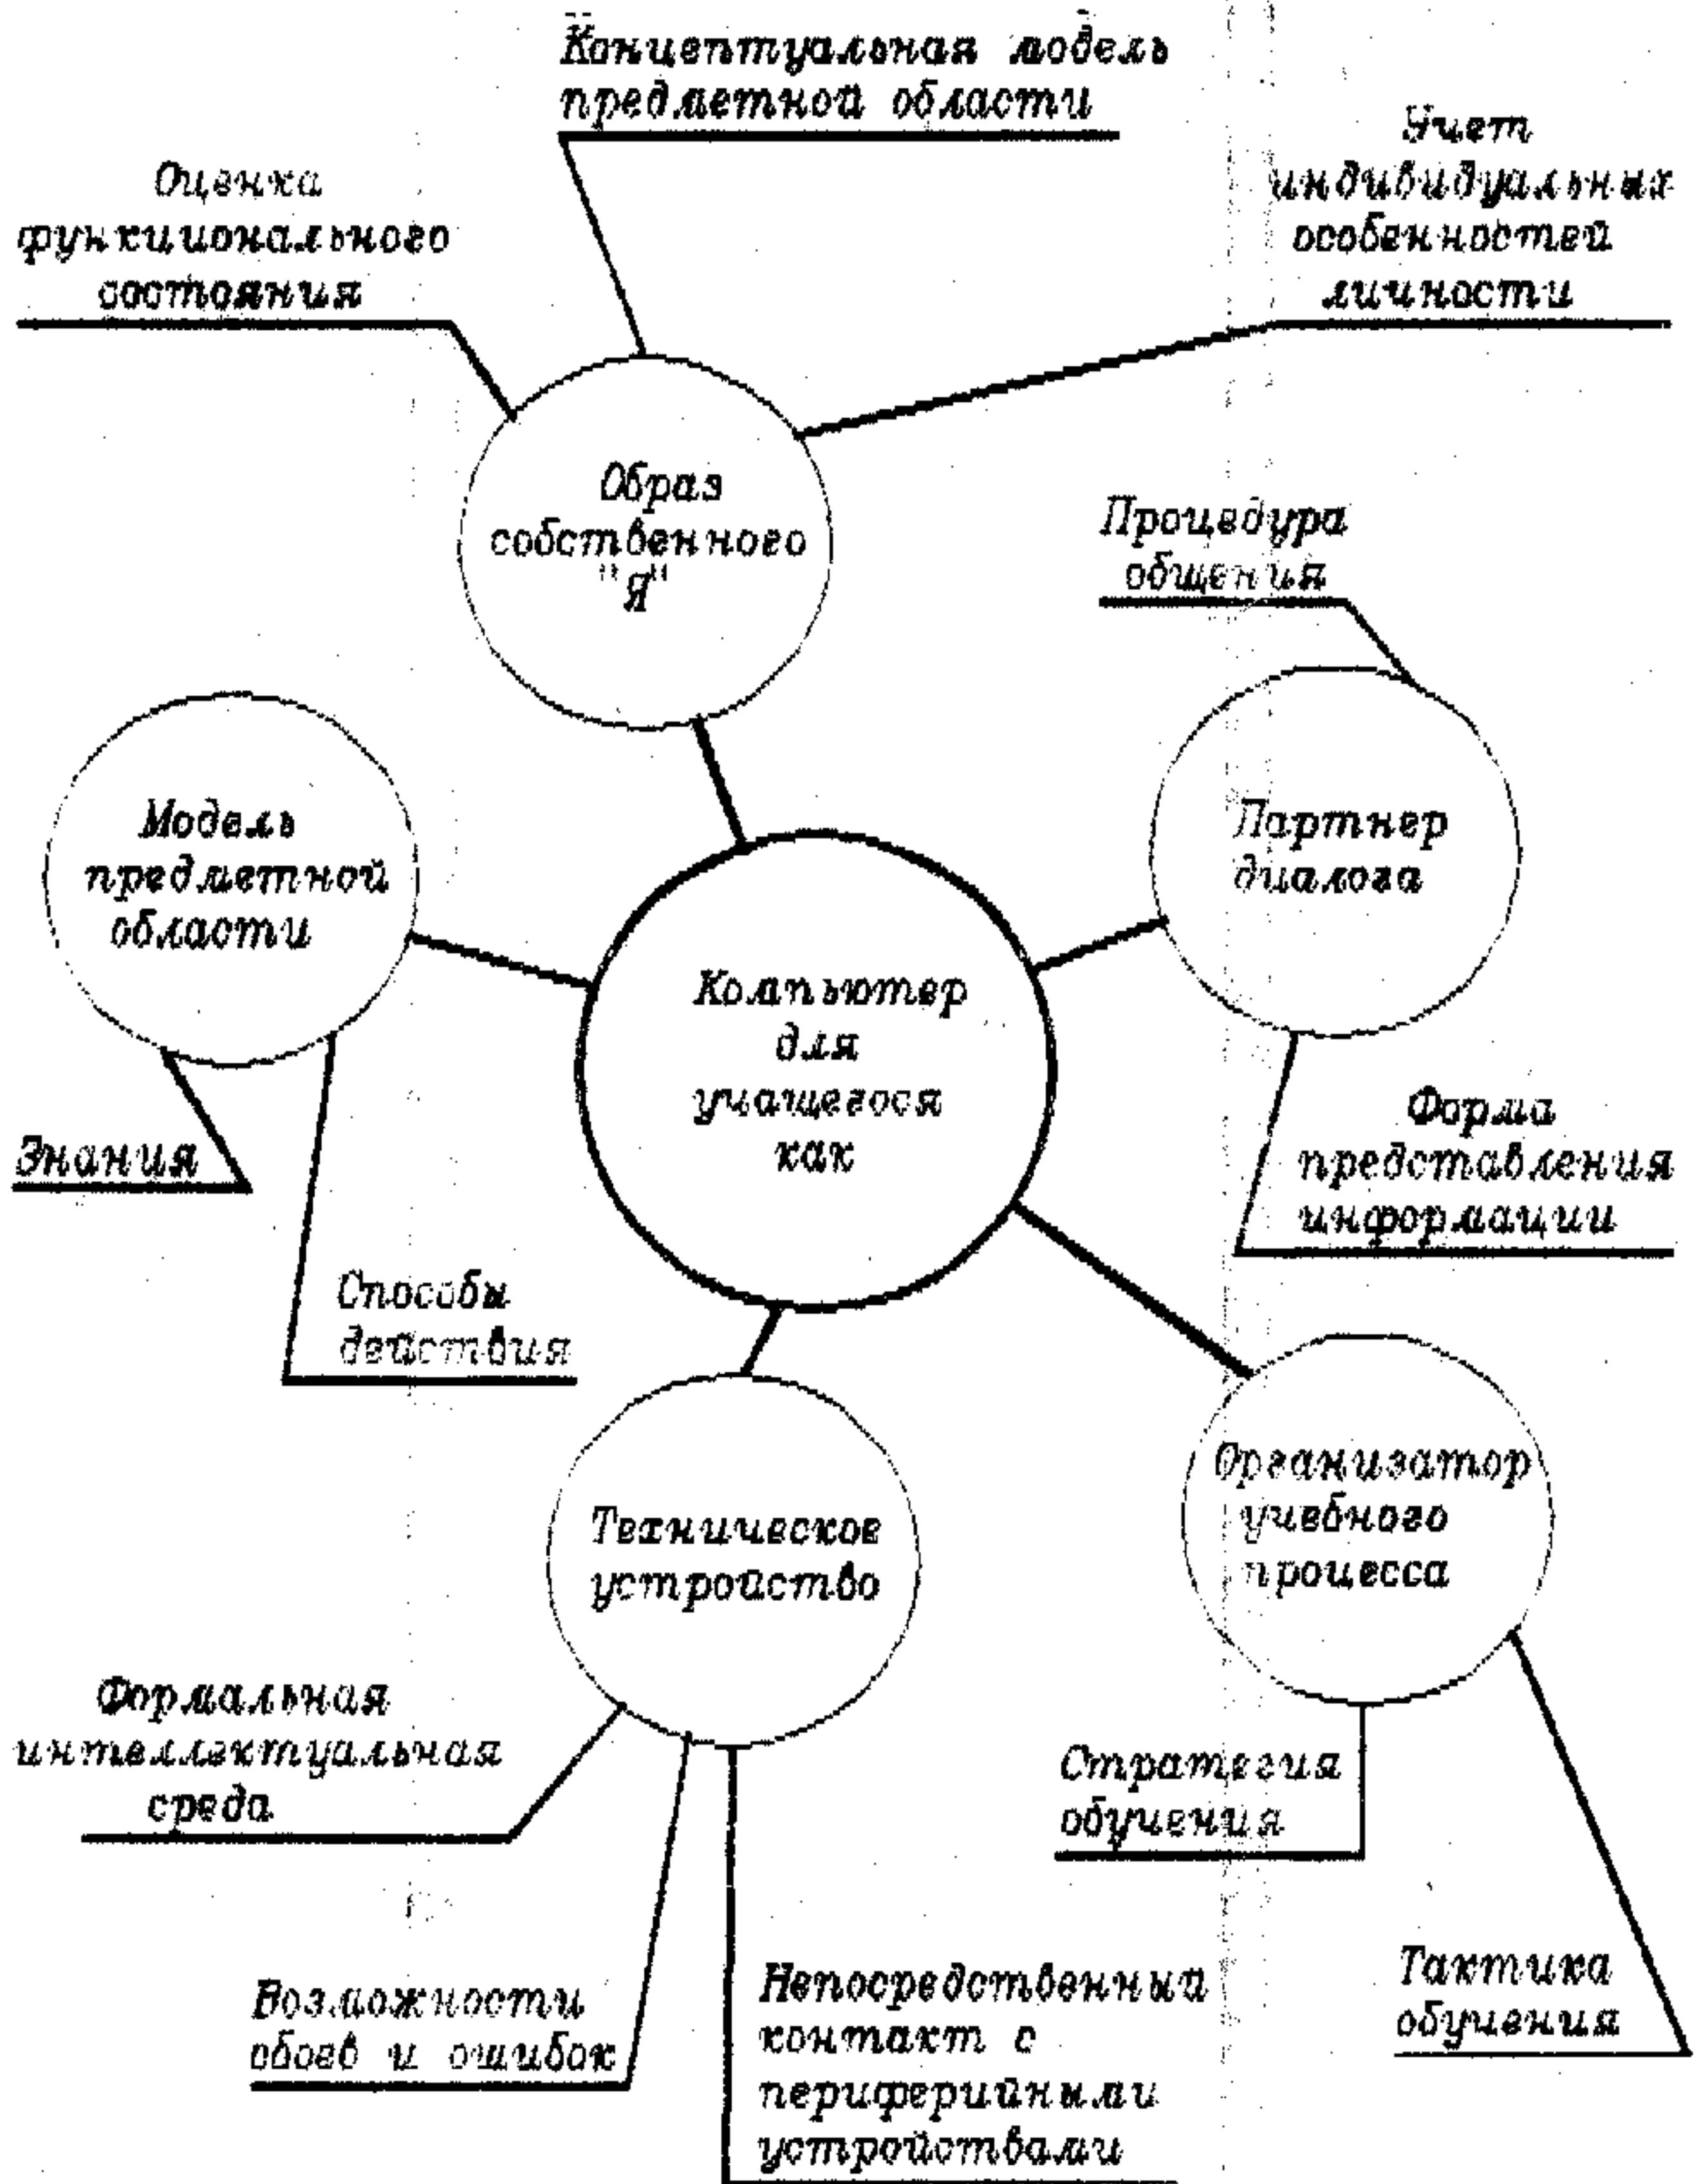 Концептуальная модель
предметной области
Оценка
функционального
состояния
Учет
индивидуальных
особенностей
личности
Образ
собственного
"Я"
Процедура
общения
Модель
предметной
области
Партнер
диалога
Компьютер
для
учащегося
как
Знания
Форма
представления
информации
Способы
действия
Техническое
устройство
Организатор
учебного
процесса
Формальная
интеллектуальная
среда
Стратегия
обучения
Возможности
сбоев и ошибок
Непосредственный
контакт с
периферийными
устройствами
Тактика
обучения